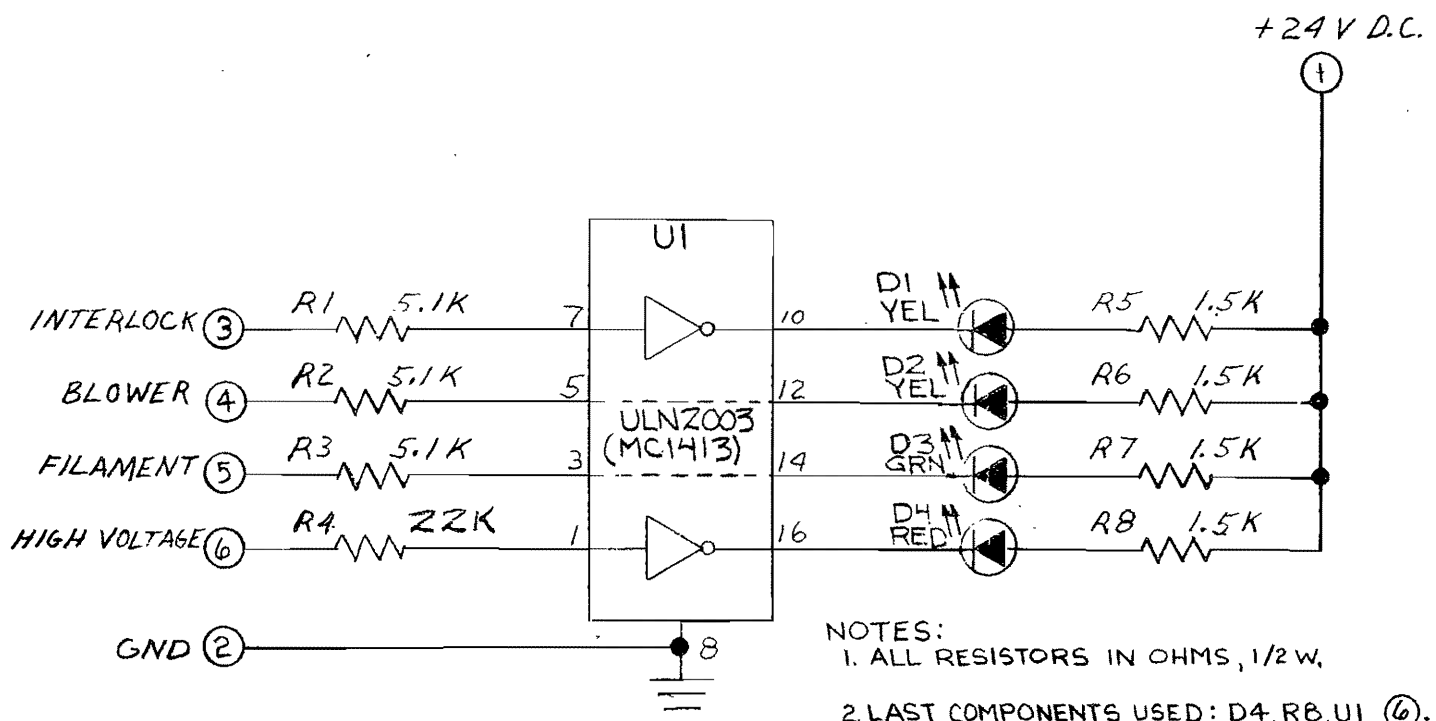 +24 V D.C.
1
U1
INTERLOCK 3 R1 5.1K 7 10 D1 YEL R5 1.5K
BLOWER 4 R2 5.1K 5 12 D2 YEL R6 1.5K
ULN2003
(MC1413)
FILAMENT 5 R3 5.1K 3 14 D3 GRN R7 1.5K
HIGH VOLTAGE 6 R4 22K 1 16 D4 RED R8 1.5K
GND 2 8
NOTES:
1. ALL RESISTORS IN OHMS, 1/2 W.
2. LAST COMPONENTS USED: D4, R8, U1, 6.